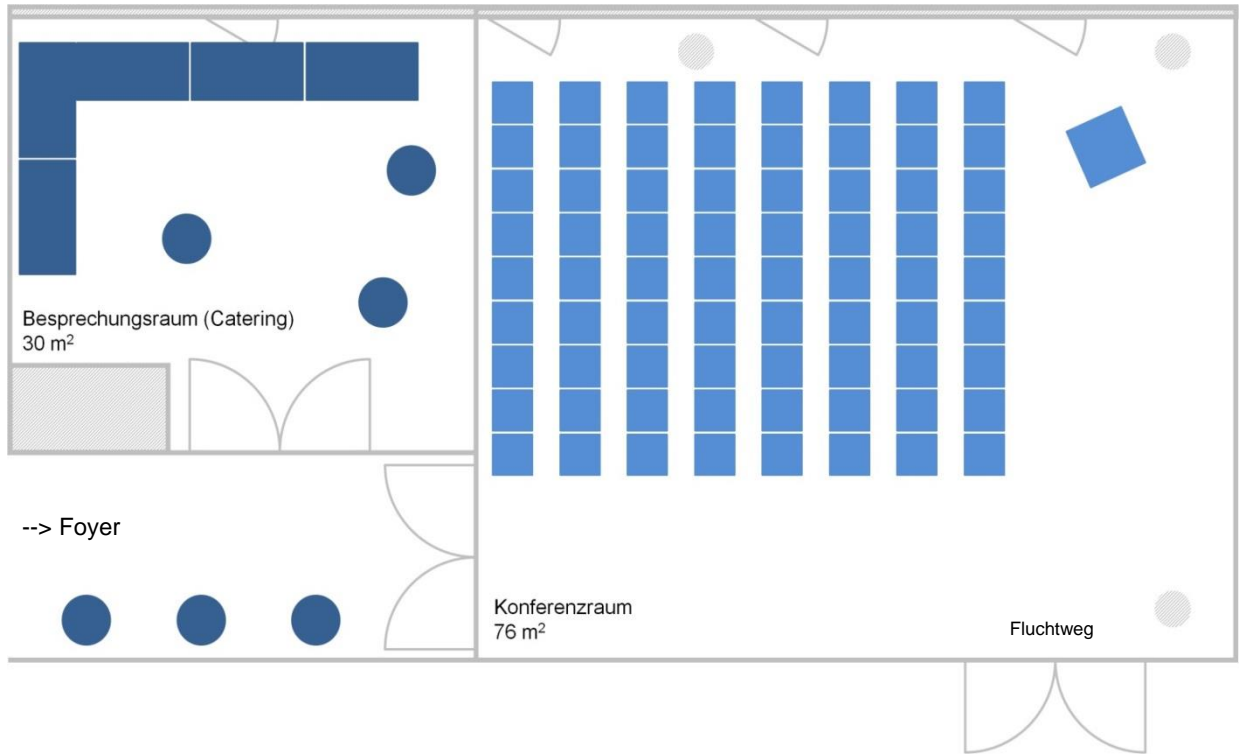 Besprechungsraum (Catering)
30 m²
--> Foyer
Konferenzraum
76 m²
Fluchtweg